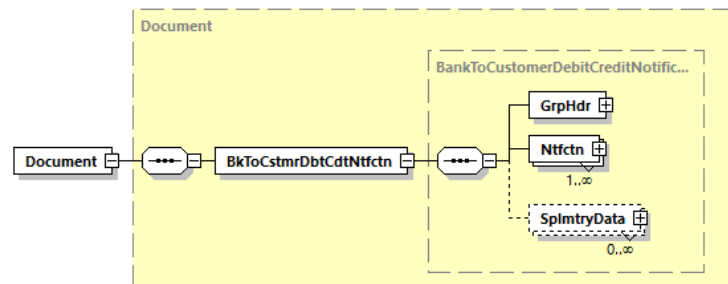 Document
BankToCustomerDebitCreditNotific...
GrpHdr
Document
BkToCstmrDbtCdtNtfctn
Ntfctn
1..∞
SplmtryData
0..∞